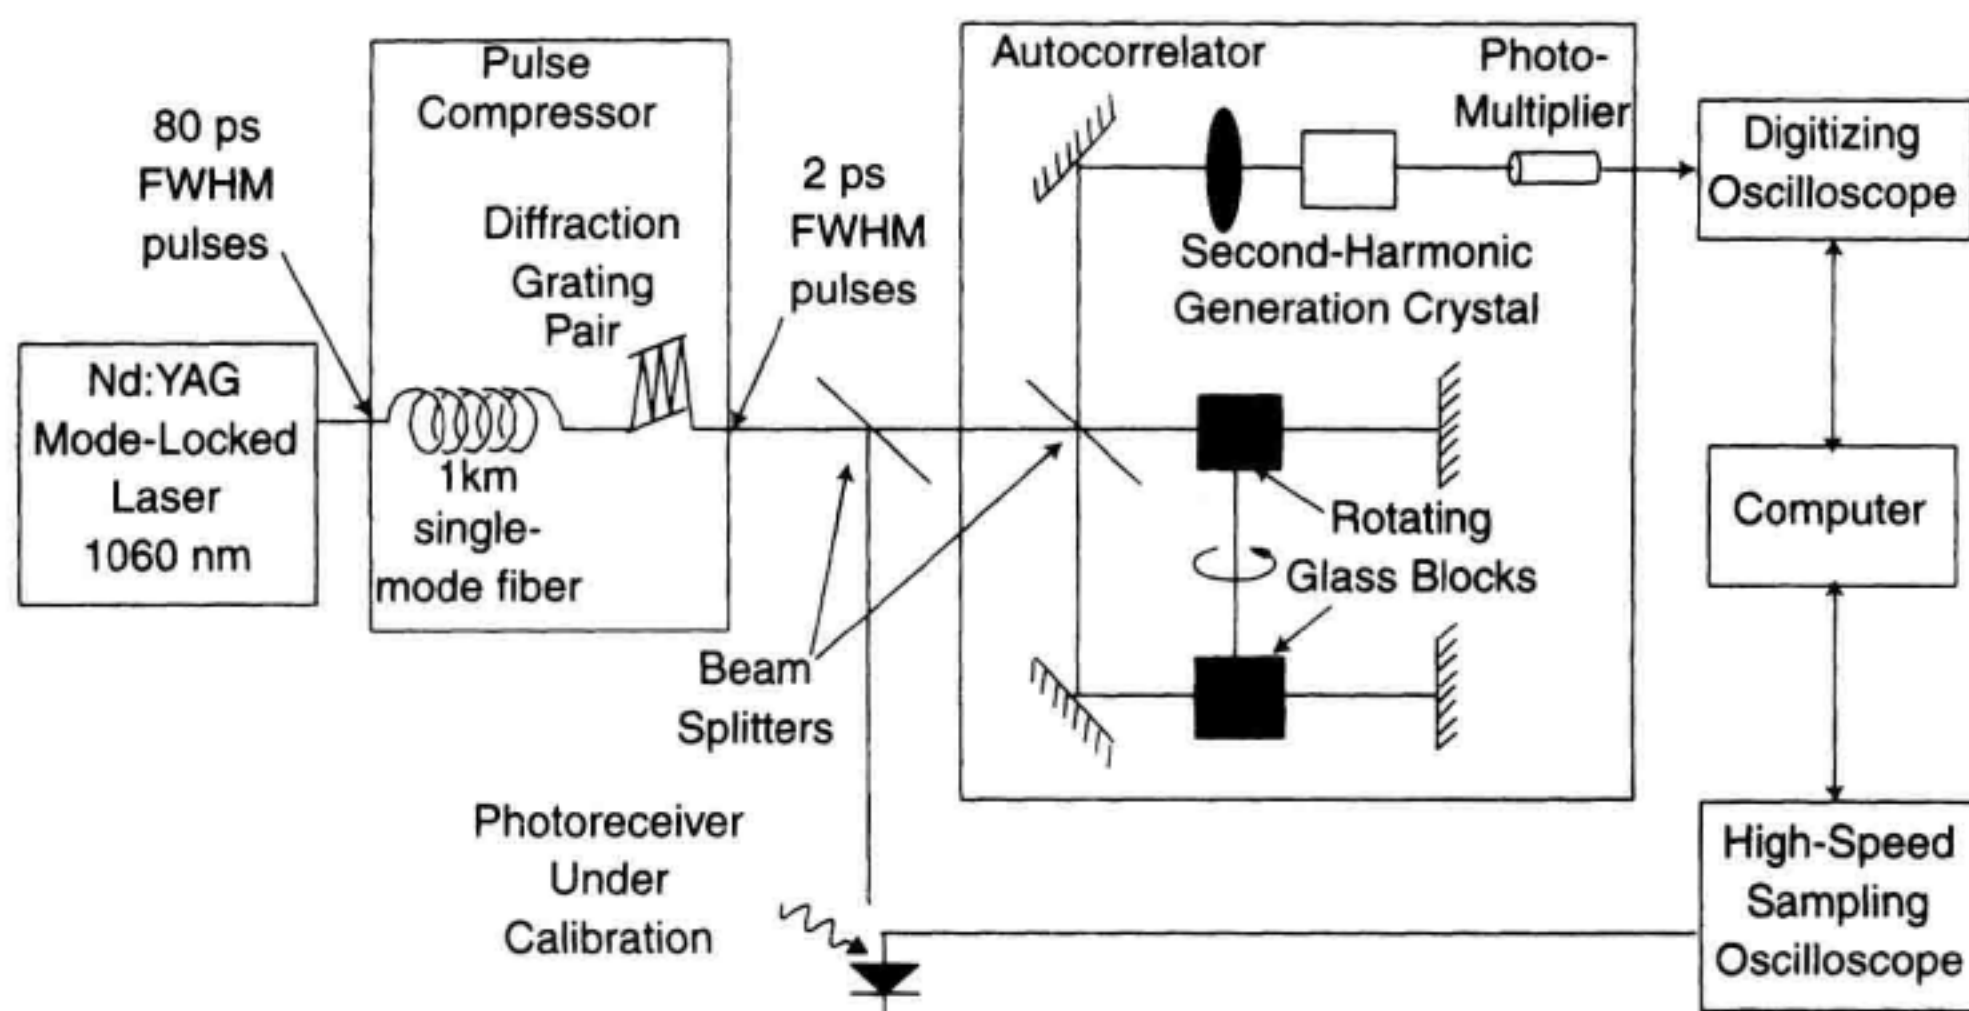 80 ps
FWHM
pulses
Nd:YAG
Mode-Locked
Laser
1060 nm
Pulse
Compressor
Diffraction
Grating
Pair
1km
single-
mode fiber
2 ps
FWHM
pulses
Beam
Splitters
Photoreceiver
Under
Calibration
Autocorrelator
Photo-
Multiplier
Second-Harmonic
Generation Crystal
Rotating
Glass Blocks
Digitizing
Oscilloscope
Computer
High-Speed
Sampling
Oscilloscope